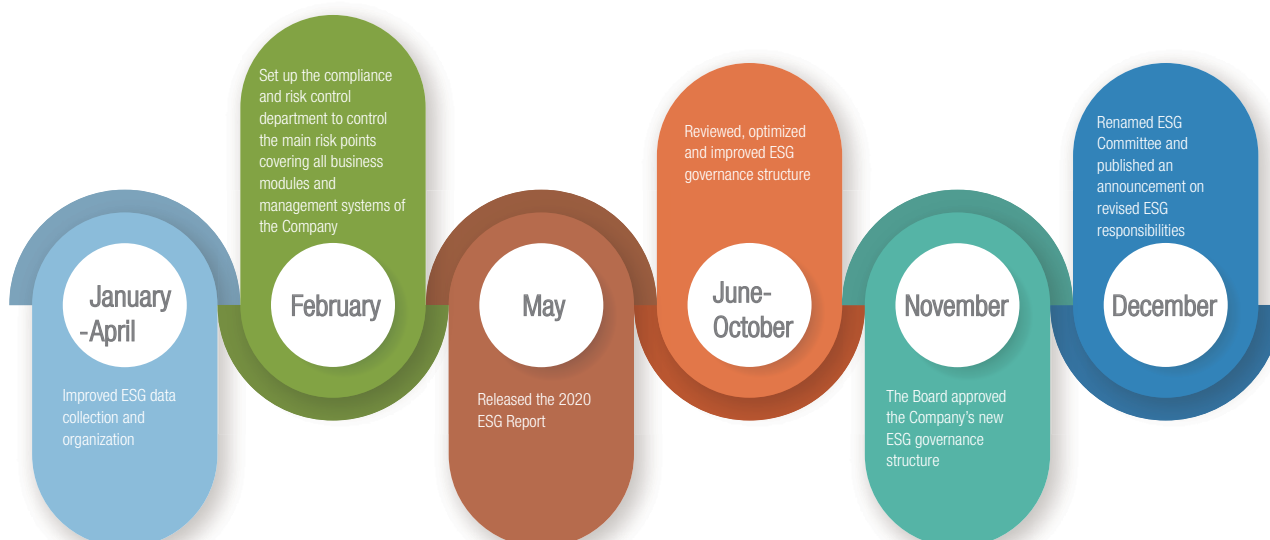 January
-April
Improved ESG data
collection and
organization
Set up the compliance
and risk control
department to control
the main risk points
covering all business
modules and
management systems of
the Company
February
May
Released the 2020
ESG Report
Reviewed, optimized
and improved ESG
governance structure
June-
October
November
The Board approved
the Company's new
ESG governance
structure
Renamed ESG
Committee and
published an
announcement on
revised ESG
responsibilities
December